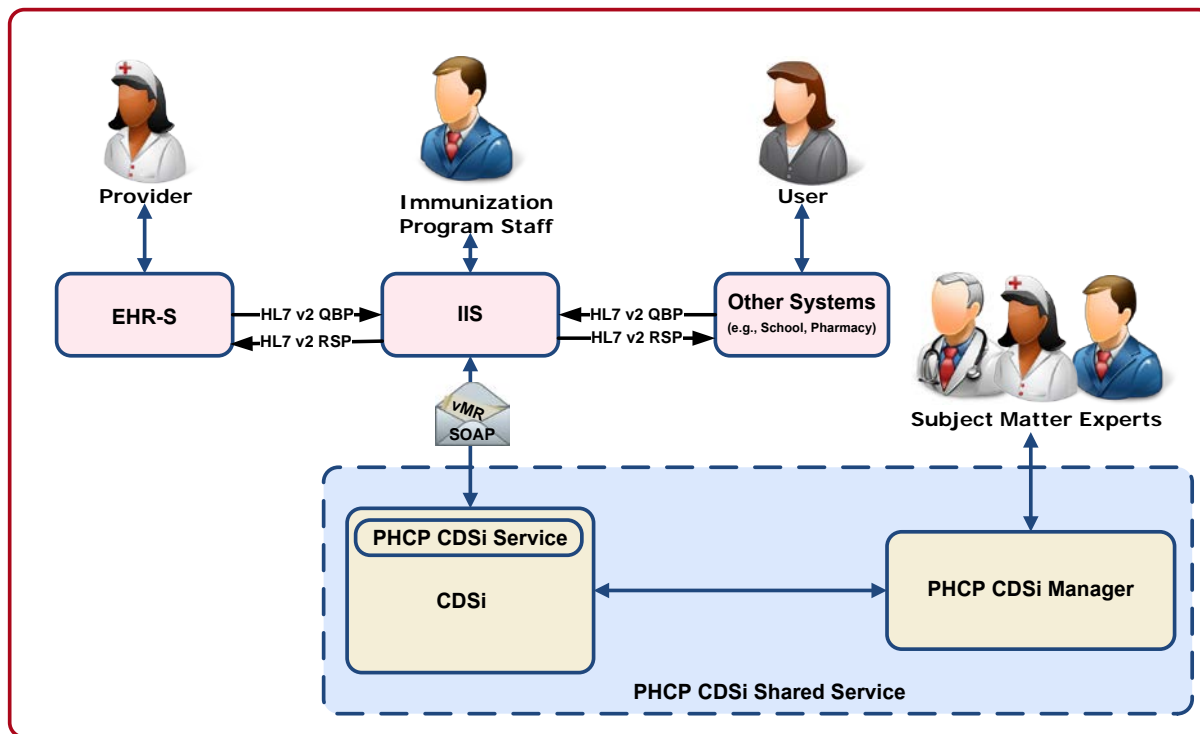 Provider
Immunization
Program Staff
User
EHR-S
HL7 v2 QBP
HL7 v2 RSP
IIS
HL7 v2 QBP
HL7 v2 RSP
Other Systems
(e.g., School, Pharmacy)
vMR
SOAP
Subject Matter Experts
PHCP CDSi Service
CDSi
PHCP CDSi Manager
PHCP CDSi Shared Service